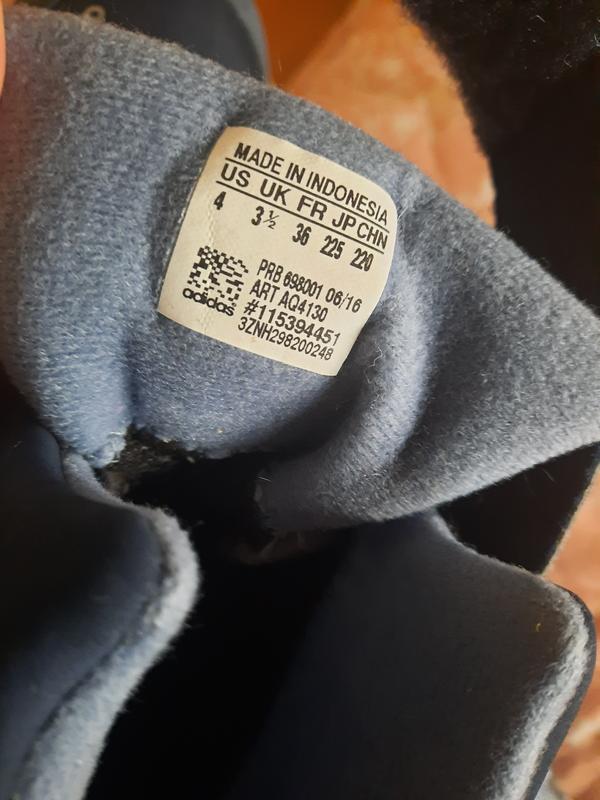 MADE IN INDONESIA
US UK FR JP CHN
4 3½ 36 225 220
PRB 698001 06/16
ART AQ4130
#115394451
3ZNH298200248
adidas